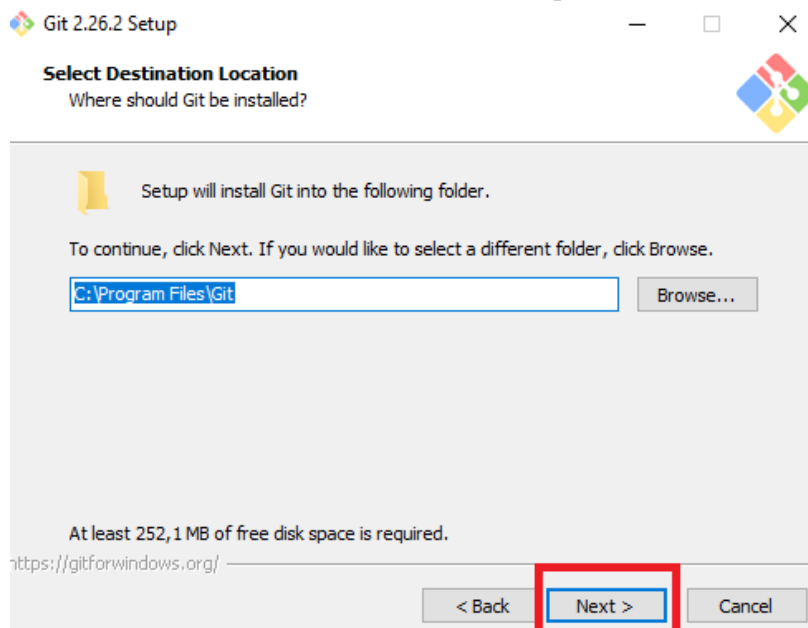 Git 2.26.2 Setup
Select Destination Location
Where should Git be installed?
Setup will install Git into the following folder.
To continue, click Next. If you would like to select a different folder, click Browse.
C:\Program Files\Git
Browse...
At least 252,1 MB of free disk space is required.
https://gitforwindows.org/
< Back
Next >
Cancel